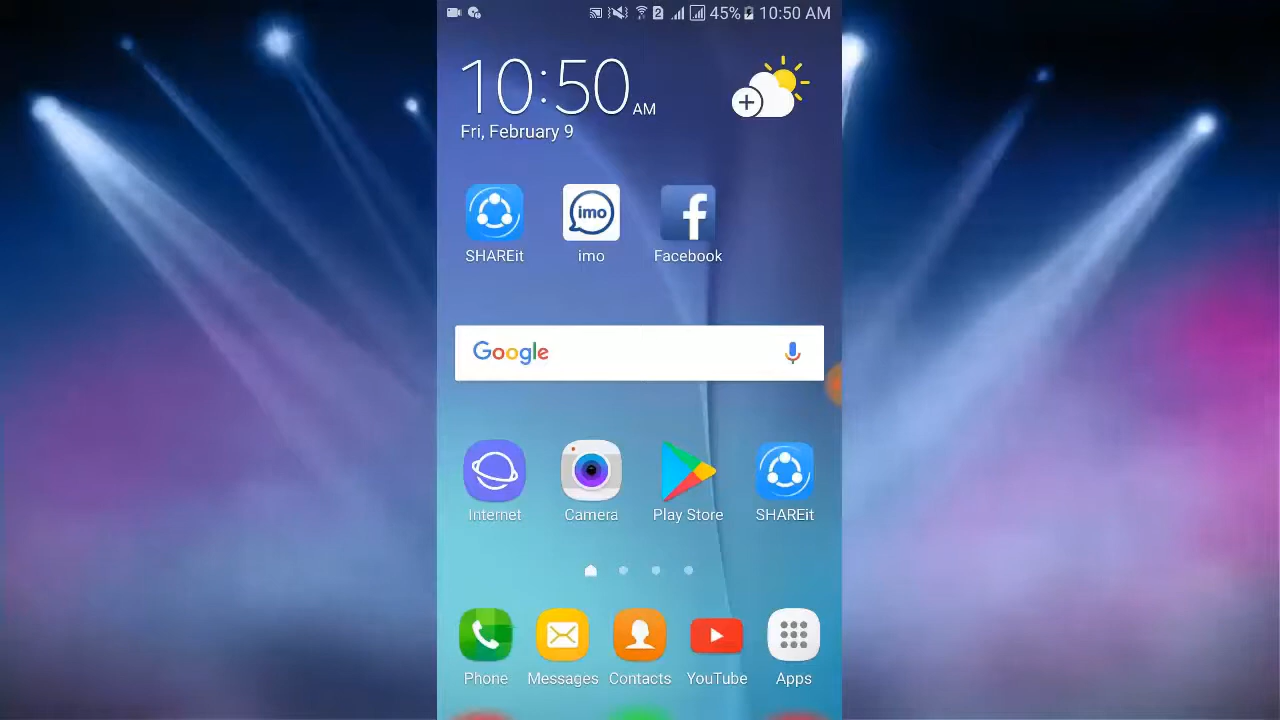 2 45% 10:50 AM
10:50 AM
Fri, February 9
SHAREit imo Facebook
Google
Internet Camera Play Store SHAREit
Phone Messages Contacts YouTube Apps